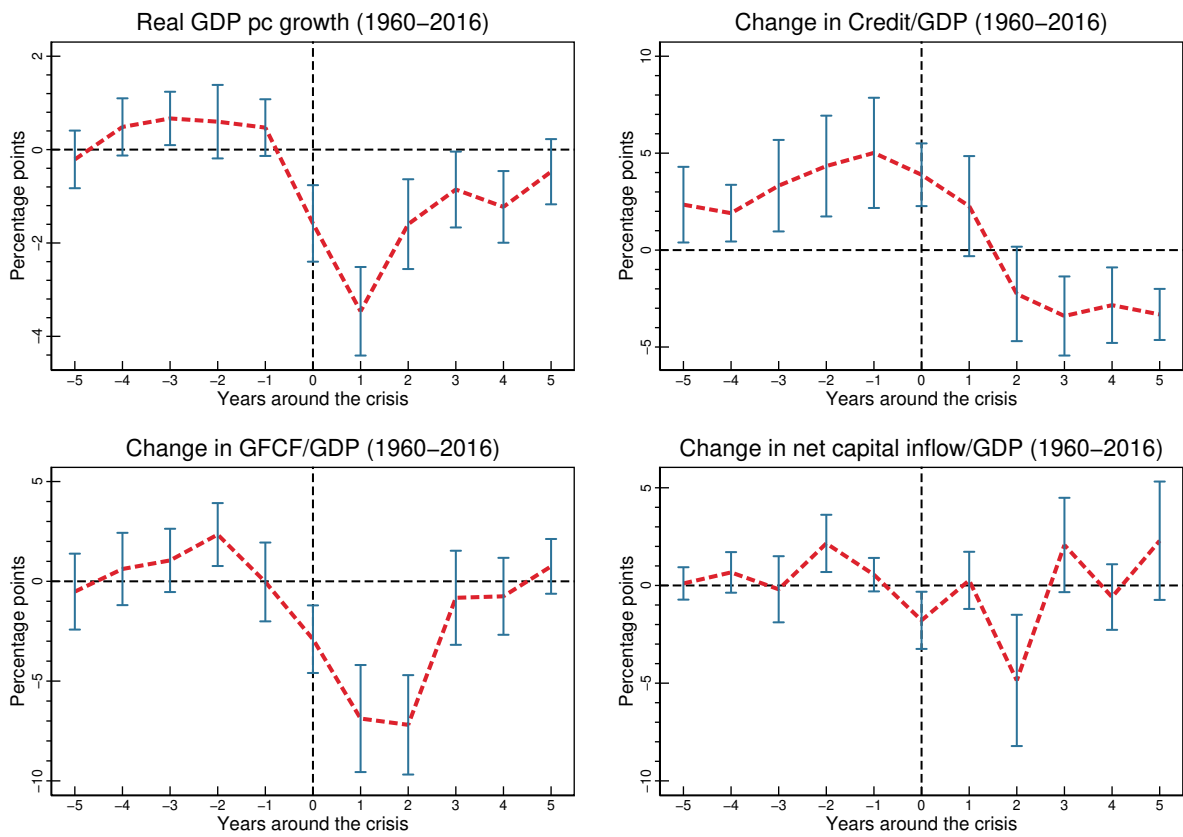 Real GDP pc growth (1960−2016)
Percentage points
2
0
−2
−4
−5 −4 −3 −2 −1 0 1 2 3 4 5
Years around the crisis
Change in Credit/GDP (1960−2016)
Percentage points
10
5
0
−5
−5 −4 −3 −2 −1 0 1 2 3 4 5
Years around the crisis
Change in GFCF/GDP (1960−2016)
Percentage points
5
0
−5
−10
−5 −4 −3 −2 −1 0 1 2 3 4 5
Years around the crisis
Change in net capital inflow/GDP (1960−2016)
Percentage points
5
0
−5
−10
−5 −4 −3 −2 −1 0 1 2 3 4 5
Years around the crisis